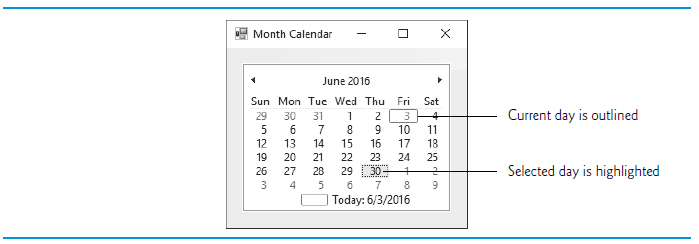 Month Calendar
June 2016
Sun Mon Tue Wed Thu Fri Sat
29 30 31 1 2 3 4
Current day is outlined
5 6 7 8 9 10 11
12 13 14 15 16 17 18
19 20 21 22 23 24 25
26 27 28 29 30 1 2
Selected day is highlighted
3 4 5 6 7 8 9
Today: 6/3/2016